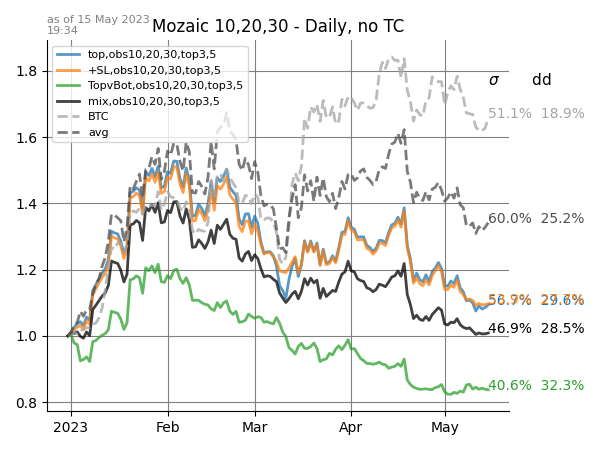 as of 15 May 2023
19:34
Mozaic 10,20,30 - Daily, no TC
top,obs10,20,30,top3,5
+SL,obs10,20,30,top3,5
TopvBot,obs10,20,30,top3,5
mix,obs10,20,30,top3,5
BTC
avg
σ dd
51.1% 18.9%
60.0% 25.2%
46.9% 28.5%
40.6% 32.3%
1.8
1.6
1.4
1.2
1.0
0.8
2023 Feb Mar Apr May